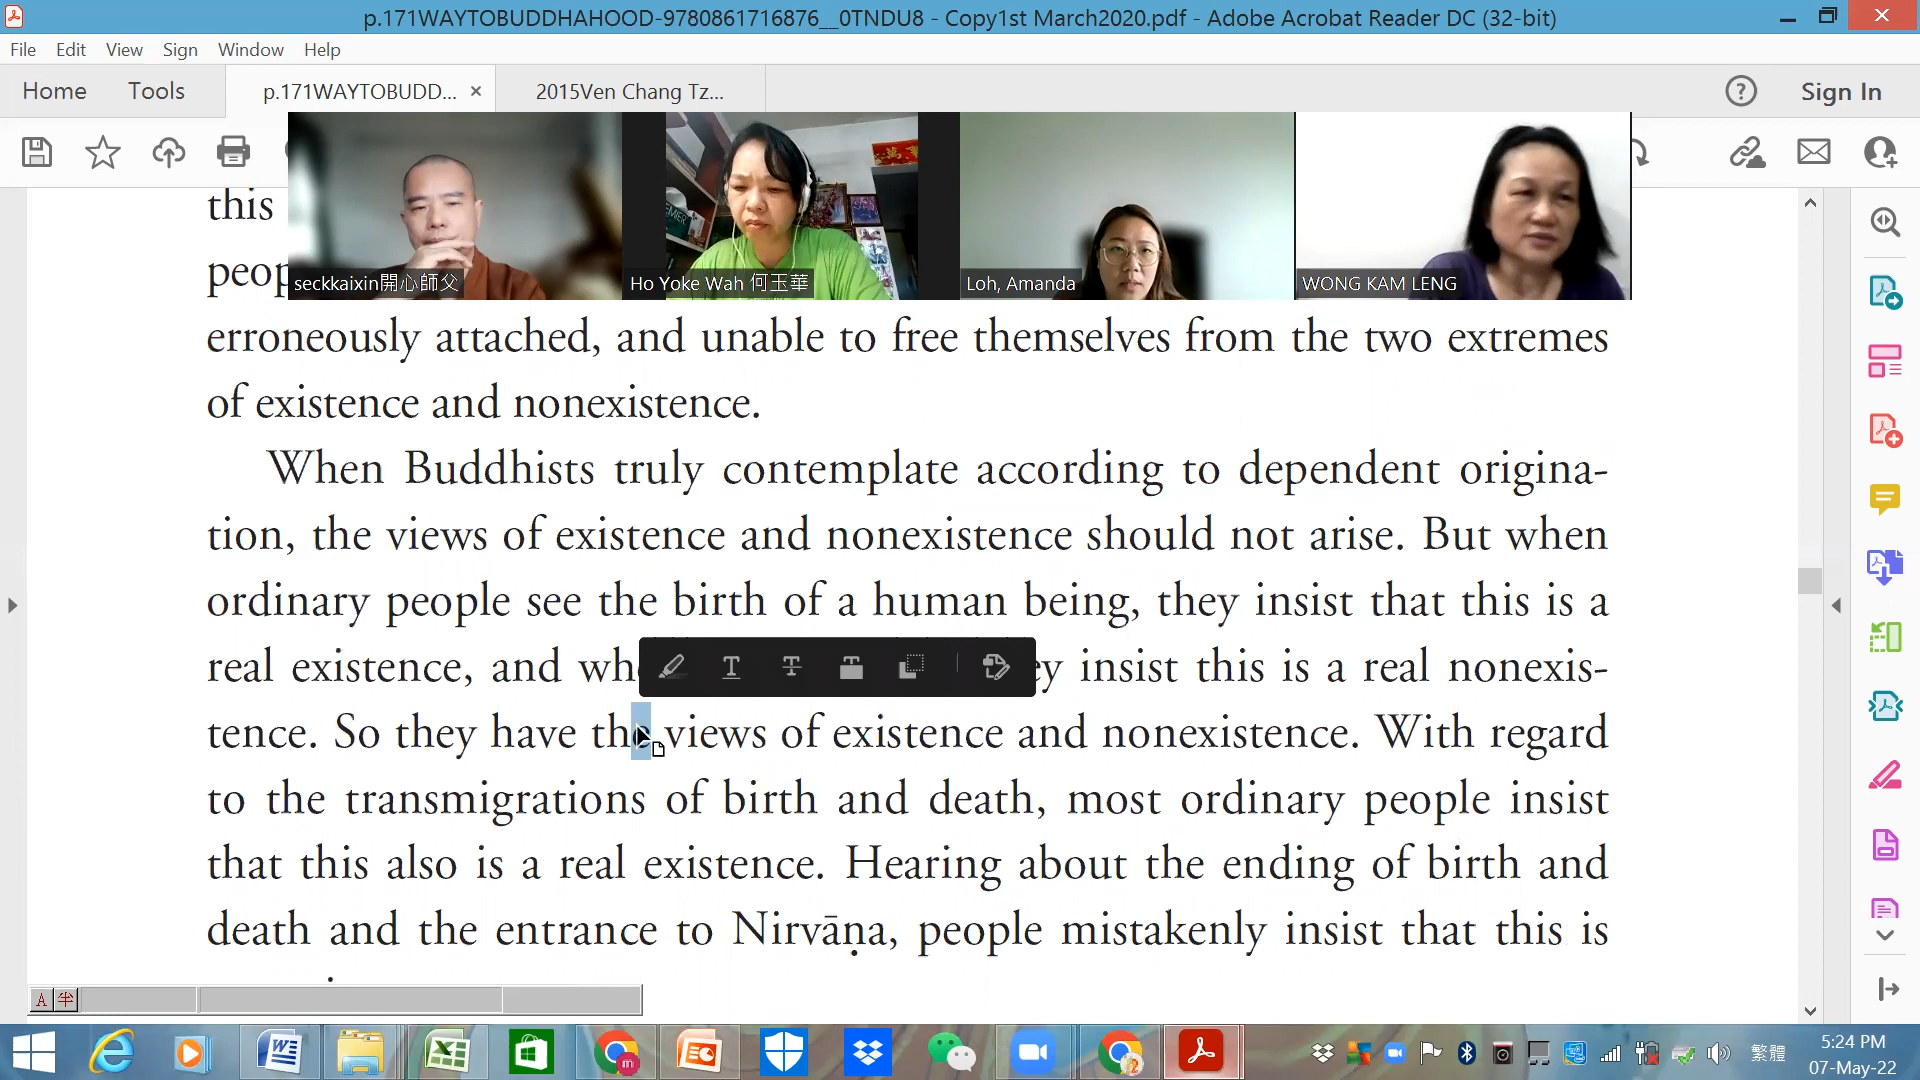 p.171WAYTOBUDDHAHOOD-9780861716876__0TNDU8 - Copy1st March2020.pdf - Adobe Acrobat Reader DC (32-bit)
File Edit View Sign Window Help
Home Tools p.171WAYTOBUDD... × 2015Ven Chang Tz... Sign In
this
peop
seckkaixin開心師父 Ho Yoke Wah 何玉華 Loh, Amanda WONG KAM LENG
erroneously attached, and unable to free themselves from the two extremes
of existence and nonexistence.
When Buddhists truly contemplate according to dependent origina-
tion, the views of existence and nonexistence should not arise. But when
ordinary people see the birth of a human being, they insist that this is a
real existence, and whe ey insist this is a real nonexis-
tence. So they have the views of existence and nonexistence. With regard
to the transmigrations of birth and death, most ordinary people insist
that this also is a real existence. Hearing about the ending of birth and
death and the entrance to Nirvāṇa, people mistakenly insist that this is
A 半
繁體
5:24 PM
07-May-22